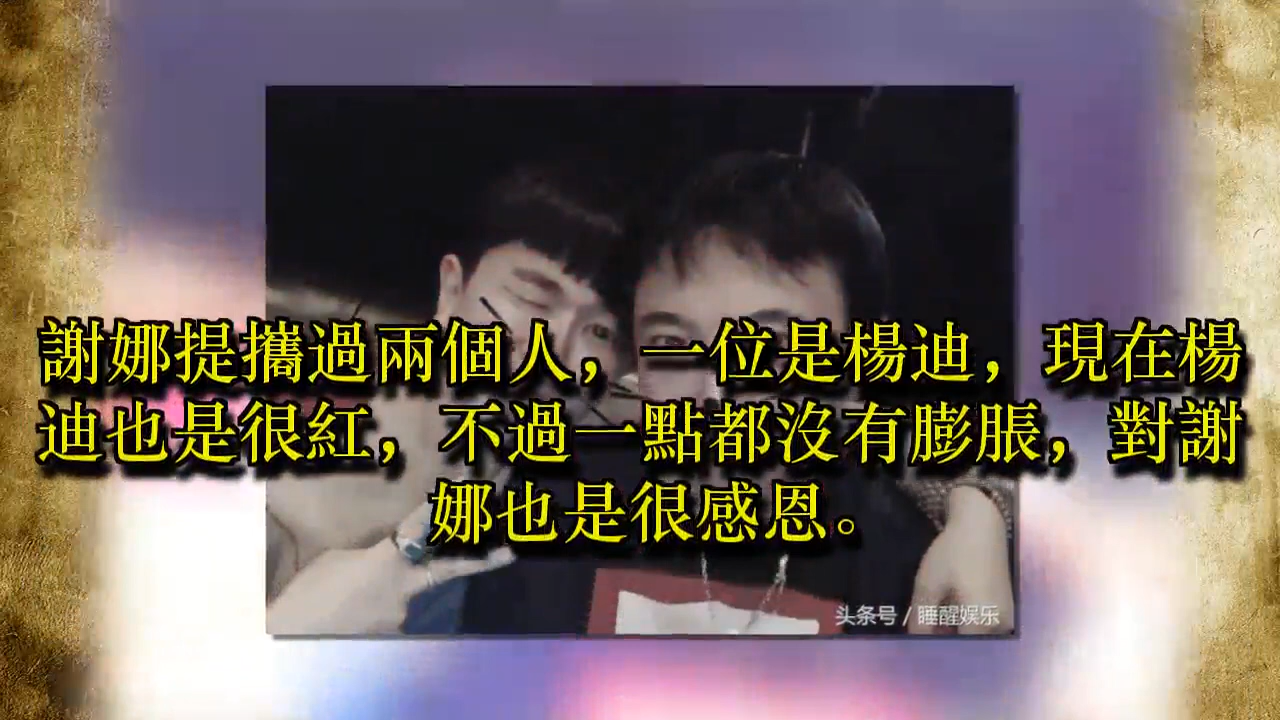 謝娜提攜過兩個人，一位是楊迪，現在楊
迪也是很紅，不過一點都沒有膨脹，對謝
娜也是很感恩。
头条号 / 睡醒娱乐